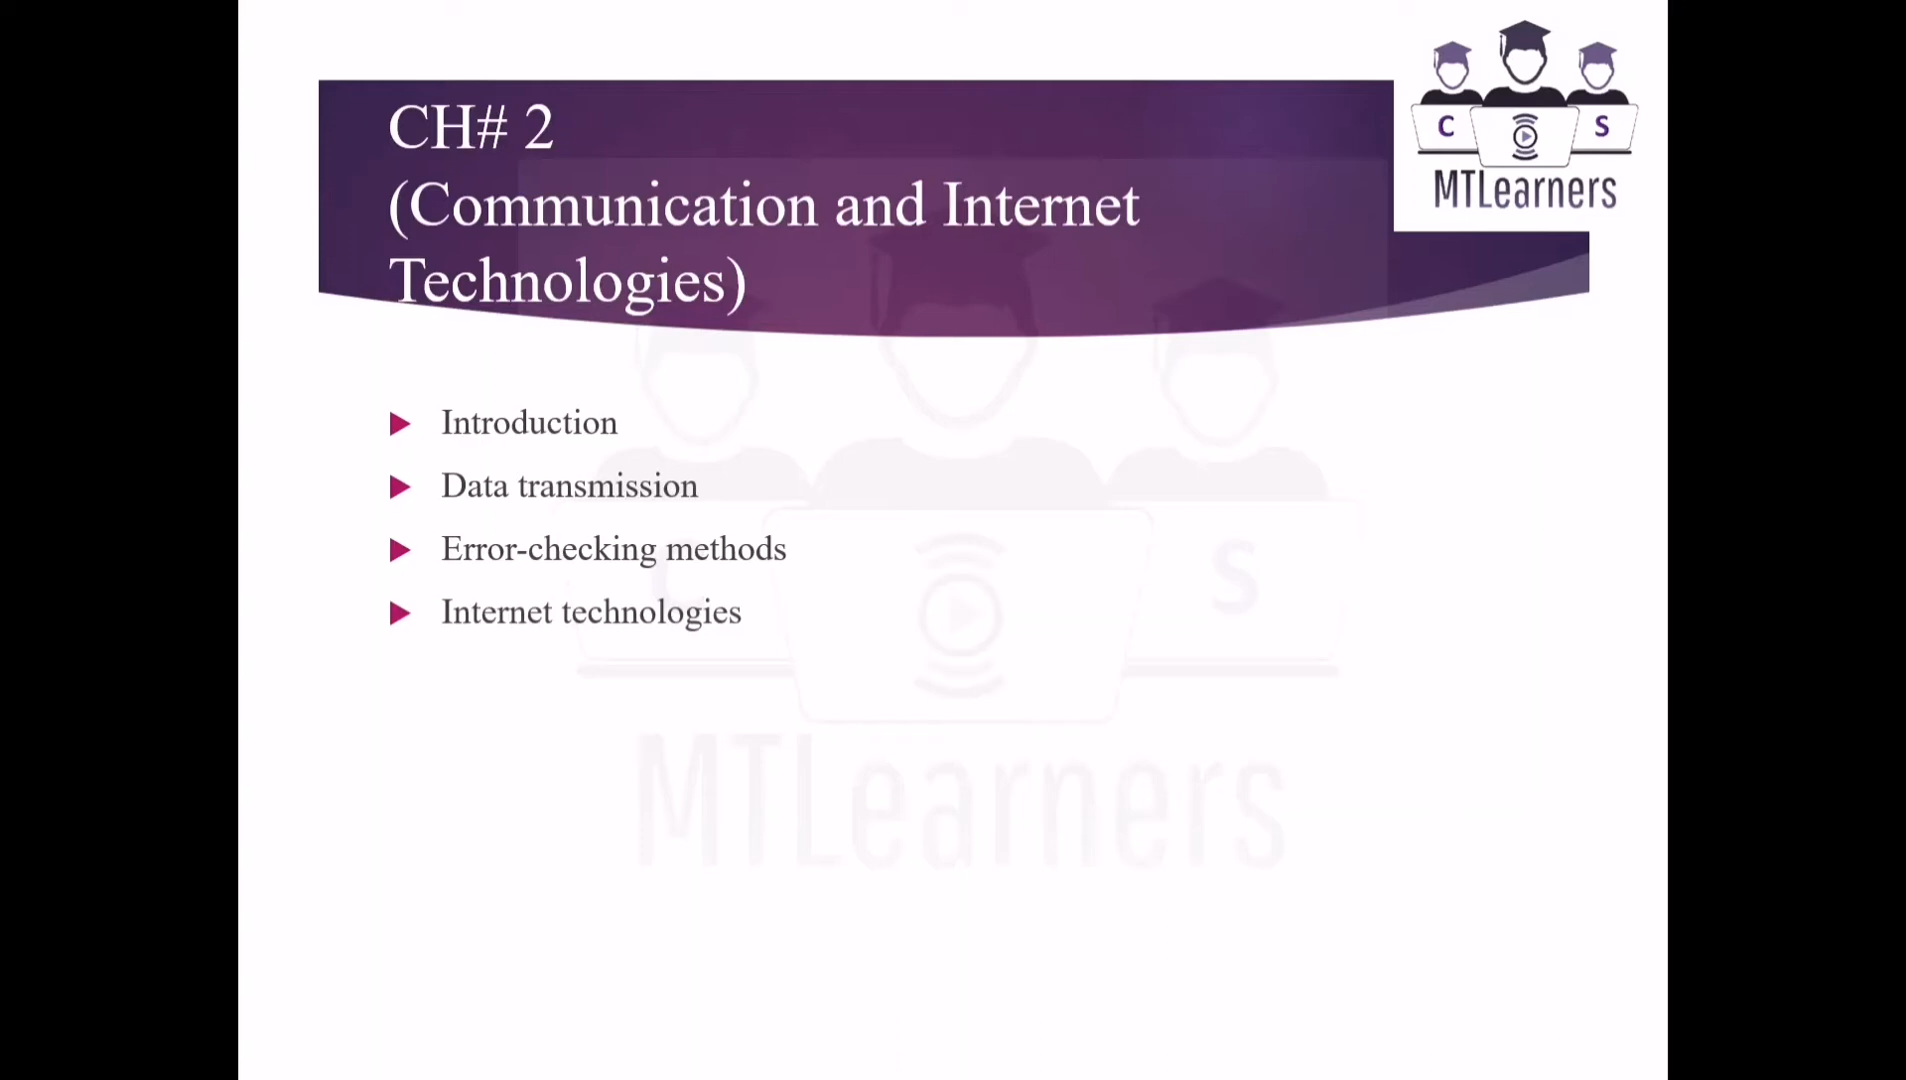 CH# 2
(Communication and Internet
Technologies)
C S
MTLearners
Introduction
Data transmission
Error-checking methods
Internet technologies
C S
MTLearners